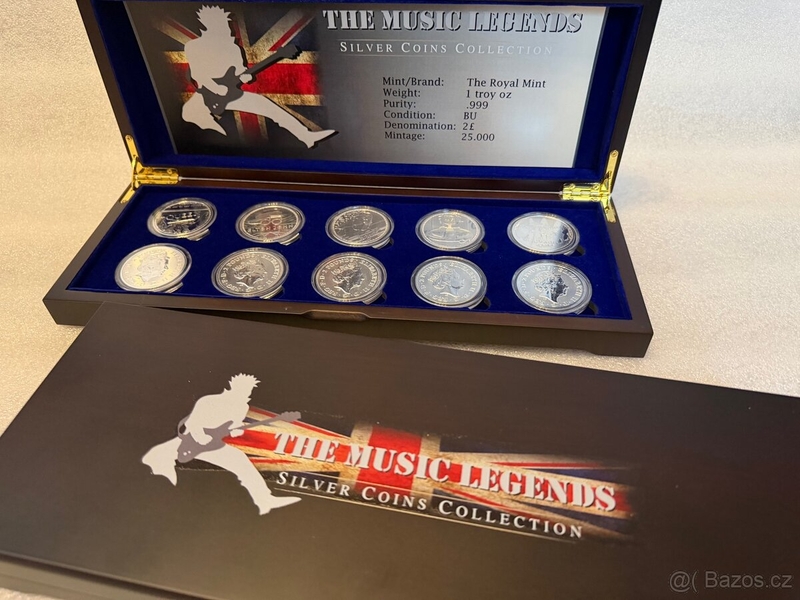 THE MUSIC LEGENDS
SILVER COINS COLLECTION
Mint/Brand: The Royal Mint
Weight: 1 troy oz
Purity: .999
Condition: BU
Denomination: 2£
Mintage: 25.000
THE MUSIC LEGENDS
SILVER COINS COLLECTION
@( Bazoš.cz